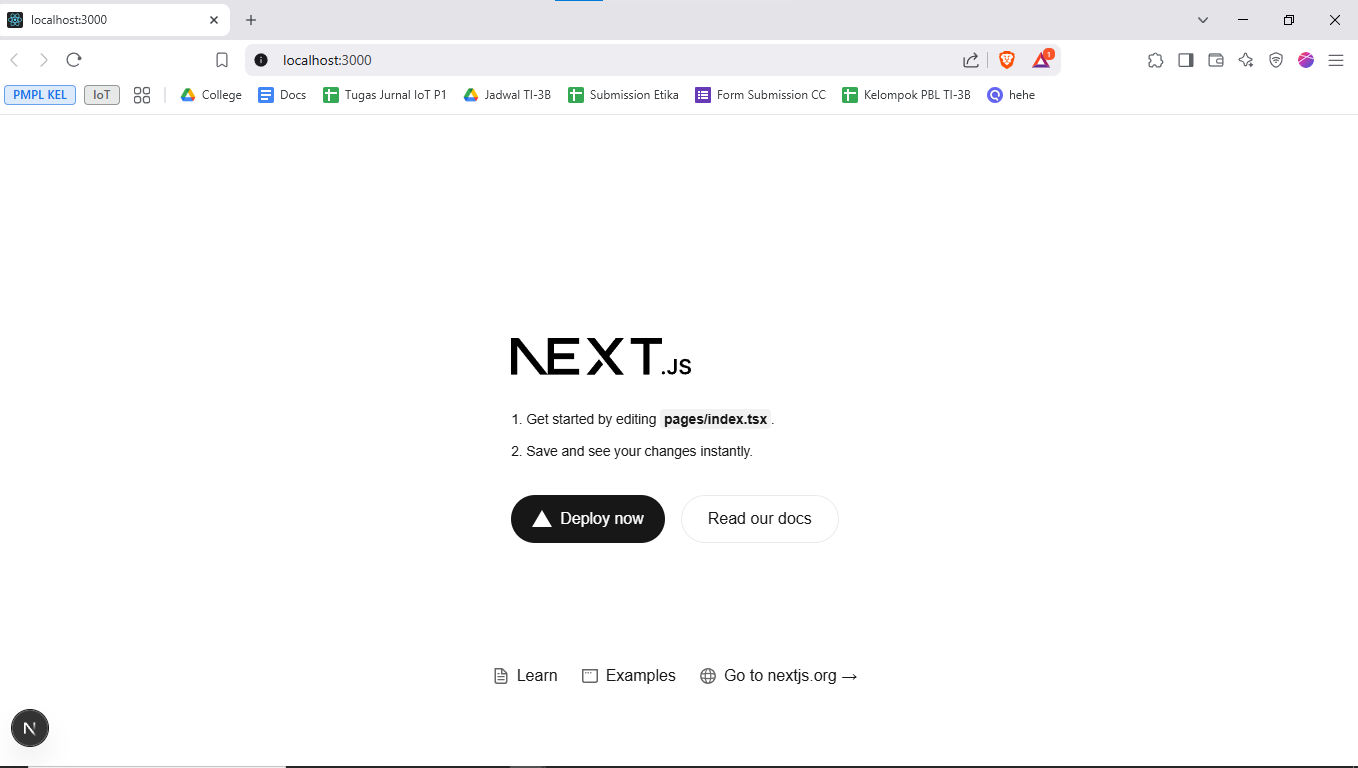 localhost:3000
localhost:3000
1
PMPL KEL IoT College Docs Tugas Jurnal IoT P1 Jadwal TI-3B Submission Etika Form Submission CC Kelompok PBL TI-3B hehe
NEXT.JS
1. Get started by editing pages/index.tsx.
2. Save and see your changes instantly.
Deploy now Read our docs
Learn Examples Go to nextjs.org →
N